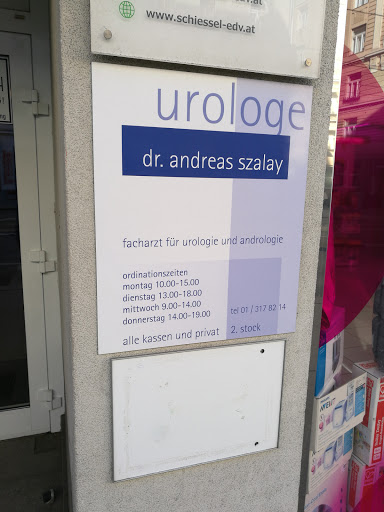 www.schiessel-edv.at
urologe
dr. andreas szalay
facharzt für urologie und andrologie
ordinationszeiten
montag 10.00-15.00
dienstag 13.00-18.00
mittwoch 9.00-14.00
donnerstag 14.00-19.00
tel 01 / 317 82 14
alle kassen und privat 2. stock